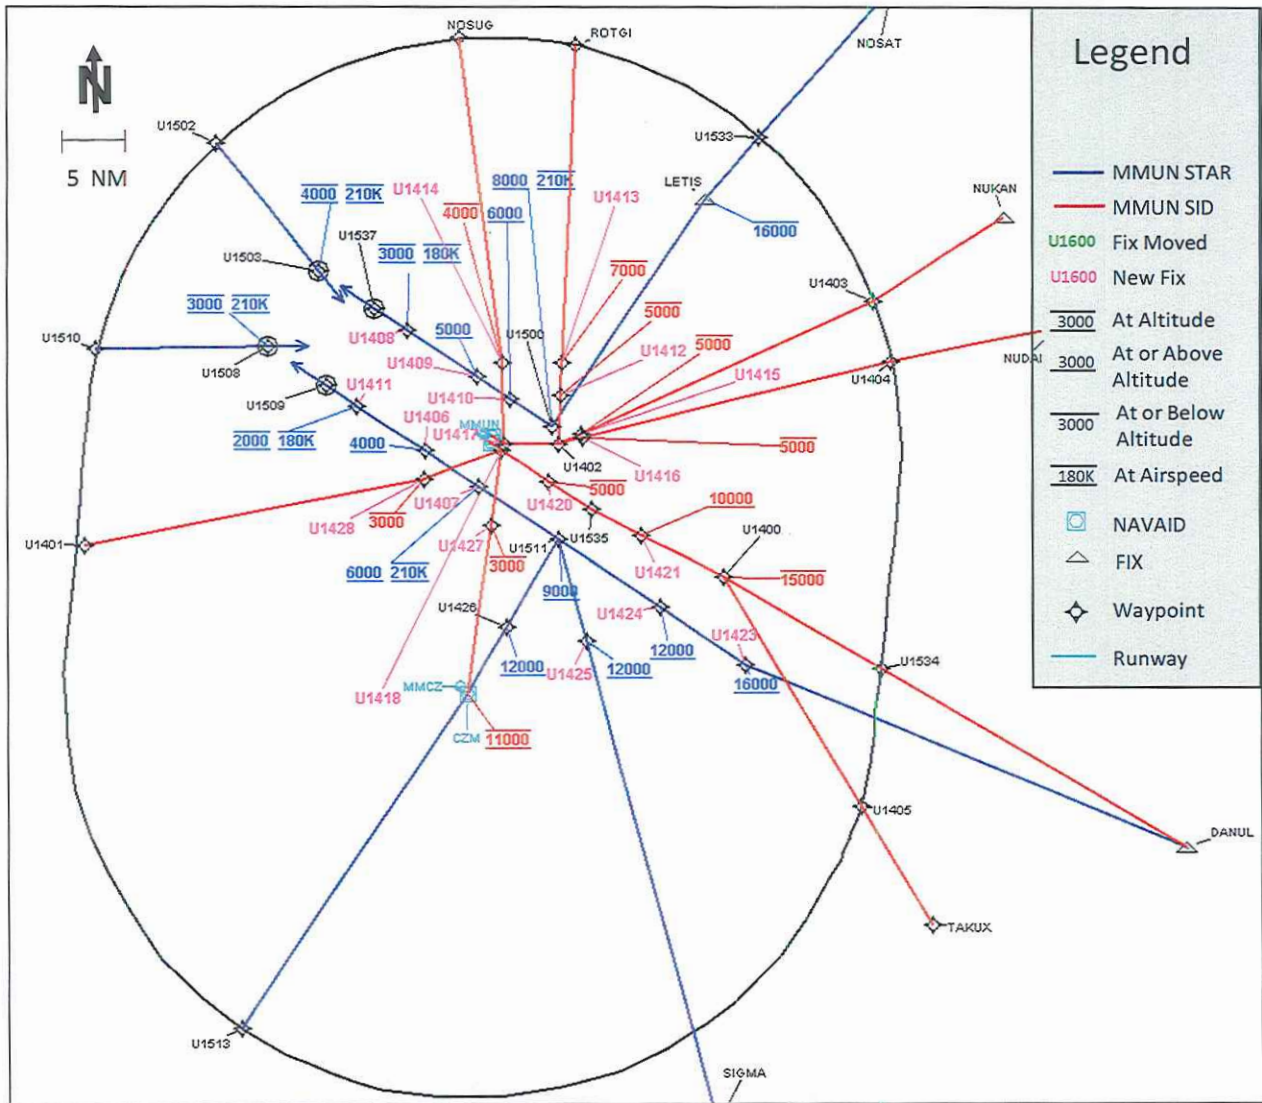 NOSUG
ROTGI
NOSAT
Legend
N
5 NM
U1502
U1533
LETIS
NUKAN
4000 210K
U1414
8000 210K
U1413
4000
6000
16000
MMUN STAR
MMUN SID
U1600 Fix Moved
U1600 New Fix
3000 At Altitude
3000 At or Above
Altitude
3000 At or Below
Altitude
180K At Airspeed
NAVAID
FIX
Waypoint
Runway
U1537
U1503
3000 180K
7000
3000 210K
5000
U1403
U1510
U1408
5000
U1500
U1412
5000
U1508
U1409
U1415
NUDAI
U1509
U1411
U1410
U1404
U1406
MMUN
U1417
2000 180K
4000
U1402
5000
U1416
U1407
U1420
5000
10000
U1428
3000
U1427
U1535
U1400
U1401
U1511
3000
U1421
15000
6000 210K
9000
U1426
U1424
U1423
12000
12000
U1425
12000
16000
U1534
MMCZ
U1418
CZM
11000
U1405
DANUL
TAKUX
U1513
SIGMA